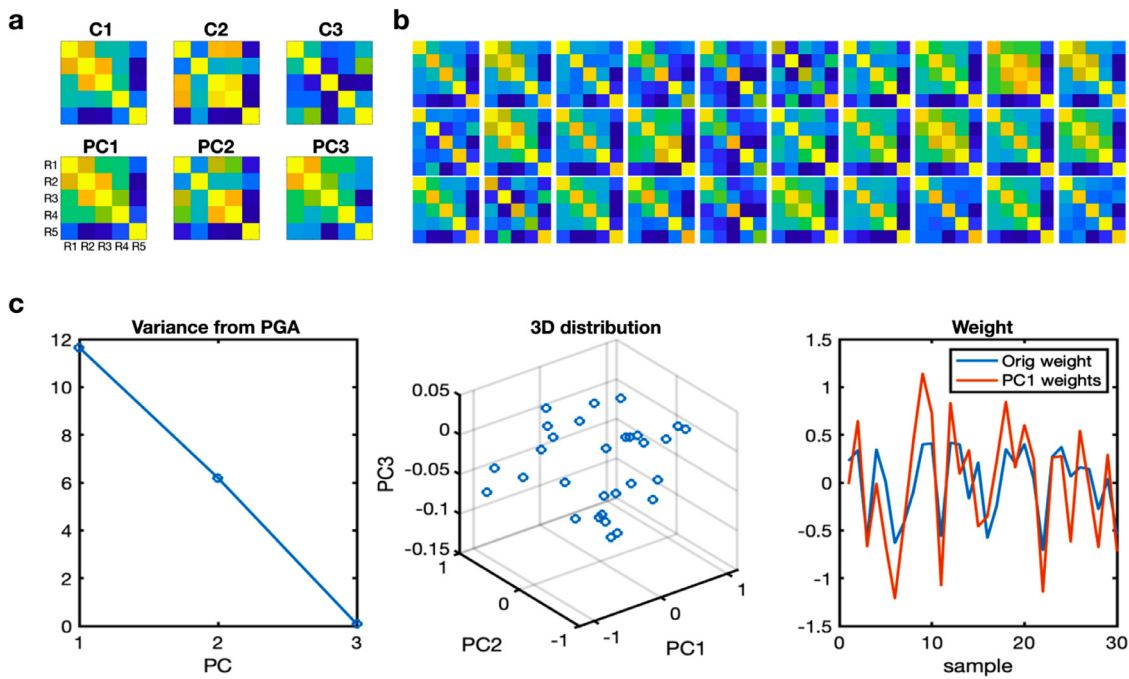 a
b
C1 C2 C3
PC1 PC2 PC3
R1
R2
R3
R4
R5
R1 R2 R3 R4 R5
c
Variance from PGA
12
10
8
6
4
2
0
1 2 3
PC
3D distribution
0.05
0
-0.05
-0.1
-0.15
PC3
1
0
-1
PC2
-1
0
1
PC1
Weight
1.5
1
0.5
0
-0.5
-1
-1.5
Orig weight
PC1 weights
0 10 20 30
sample